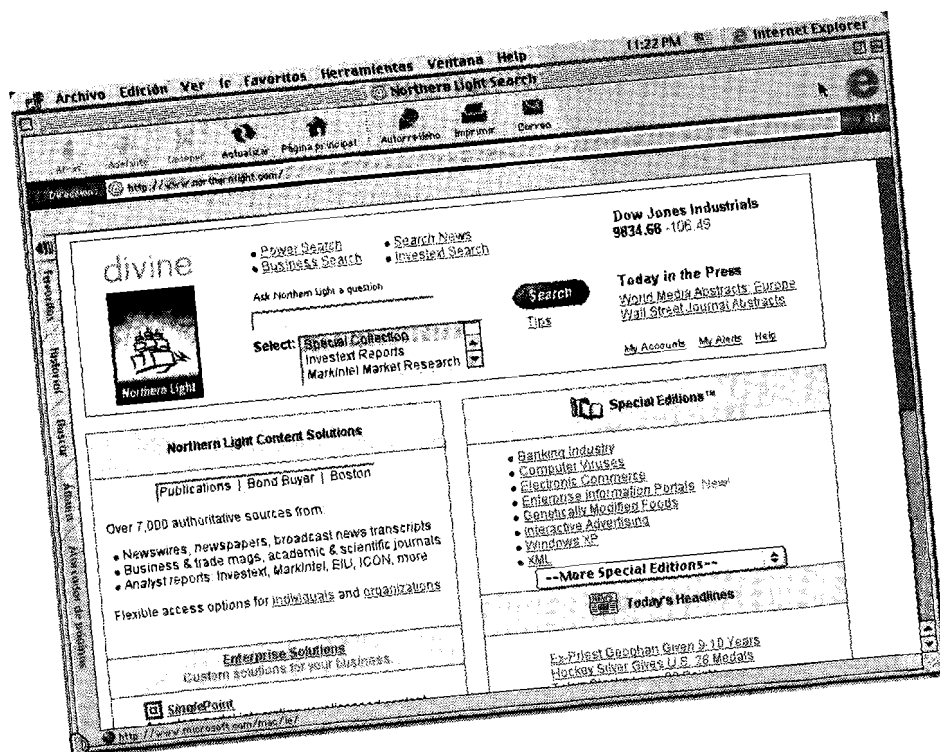 Archivo Edición Ver Ir Favoritos Herramientas Ventana Help 11:22 PM Internet Explorer
Northern Light Search
Adelante Detener Actualizar Página principal Autorrelleno Imprimir Correo
http://www.northernlight.com/
Favoritos
Historial
Buscar
divine
Northern Light
• Power Search
• Business Search
• Search News
• Investext Search
Ask Northern Light a question
Search
Tips
Select: Special Collection
Investext Reports
MarkIntel Market Research
Dow Jones Industrials
9834.68 -106.49
Today in the Press
World Media Abstracts: Europe
Wall Street Journal Abstracts
My Accounts My Alerts Help
Northern Light Content Solutions
Publications | Bond Buyer | Boston
Over 7,000 authoritative sources from:
• Newswires, newspapers, broadcast news transcripts
• Business & trade mags, academic & scientific journals
• Analyst reports: Investext, MarkIntel, EIU, ICON, more
Flexible access options for individuals and organizations
Enterprise Solutions
Custom solutions for your business.
SinglePoint
Special Editions™
• Banking Industry
• Computer Viruses
• Electronic Commerce
• Enterprise Information Portals New!
• Genetically Modified Foods
• Interactive Advertising
• Windows XP
• XML
--More Special Editions--
NEWS
Today's Headlines
Ex-Priest Geoghan Given 9-10 Years
Hockey Silver Gives U.S. 26 Medals
http://www.microsoft.com/mac/ie/